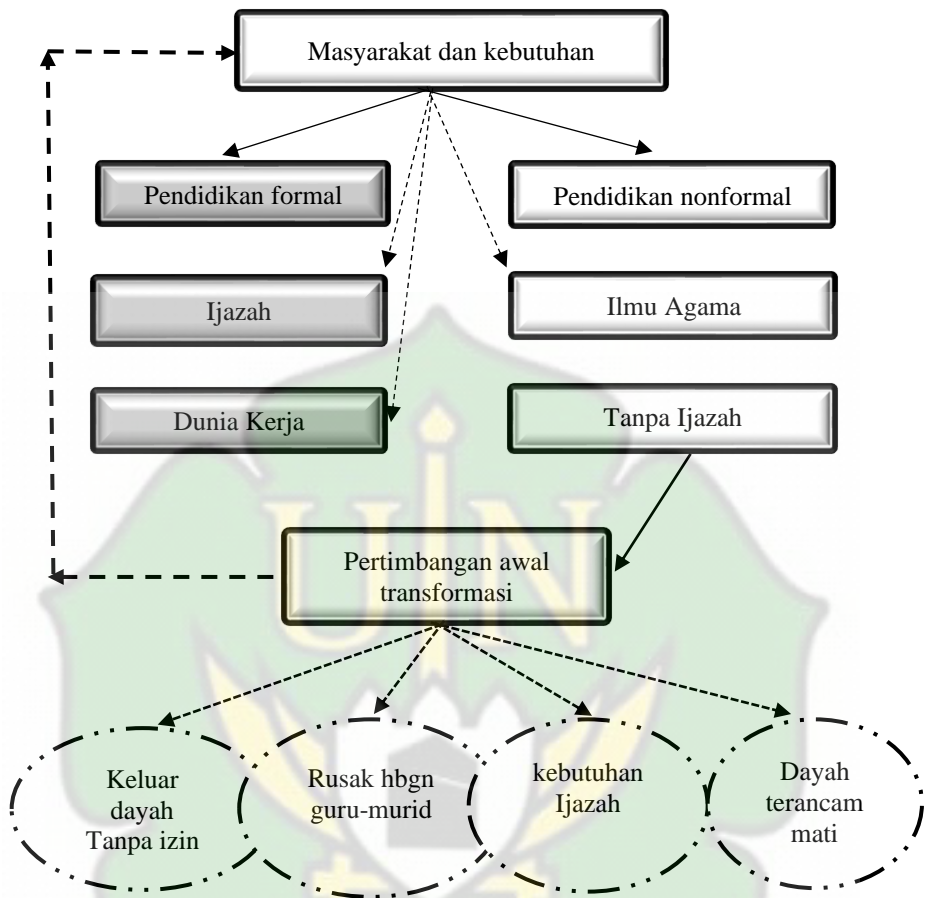 Masyarakat dan kebutuhan
Pendidikan formal
Pendidikan nonformal
Ijazah
Ilmu Agama
Dunia Kerja
Tanpa Ijazah
UIN
Pertimbangan awal
transformasi
Keluar
dayah
Tanpa izin
Rusak hbgn
guru-murid
kebutuhan
Ijazah
Dayah
terancam
mati